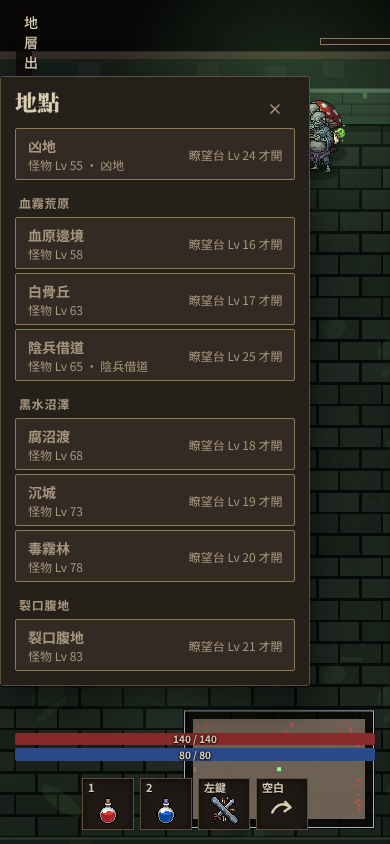 地
層
出
地點
×
凶地
怪物 Lv 55 · 凶地
瞭望台 Lv 24 才開
血霧荒原
血原邊境
怪物 Lv 58
瞭望台 Lv 16 才開
白骨丘
怪物 Lv 63
瞭望台 Lv 17 才開
陰兵借道
怪物 Lv 65 · 陰兵借道
瞭望台 Lv 25 才開
黑水沼澤
腐沼渡
怪物 Lv 68
瞭望台 Lv 18 才開
沉城
怪物 Lv 73
瞭望台 Lv 19 才開
毒霧林
怪物 Lv 78
瞭望台 Lv 20 才開
裂口腹地
裂口腹地
怪物 Lv 83
瞭望台 Lv 21 才開
140 / 140
80 / 80
1
2
左鍵
空白